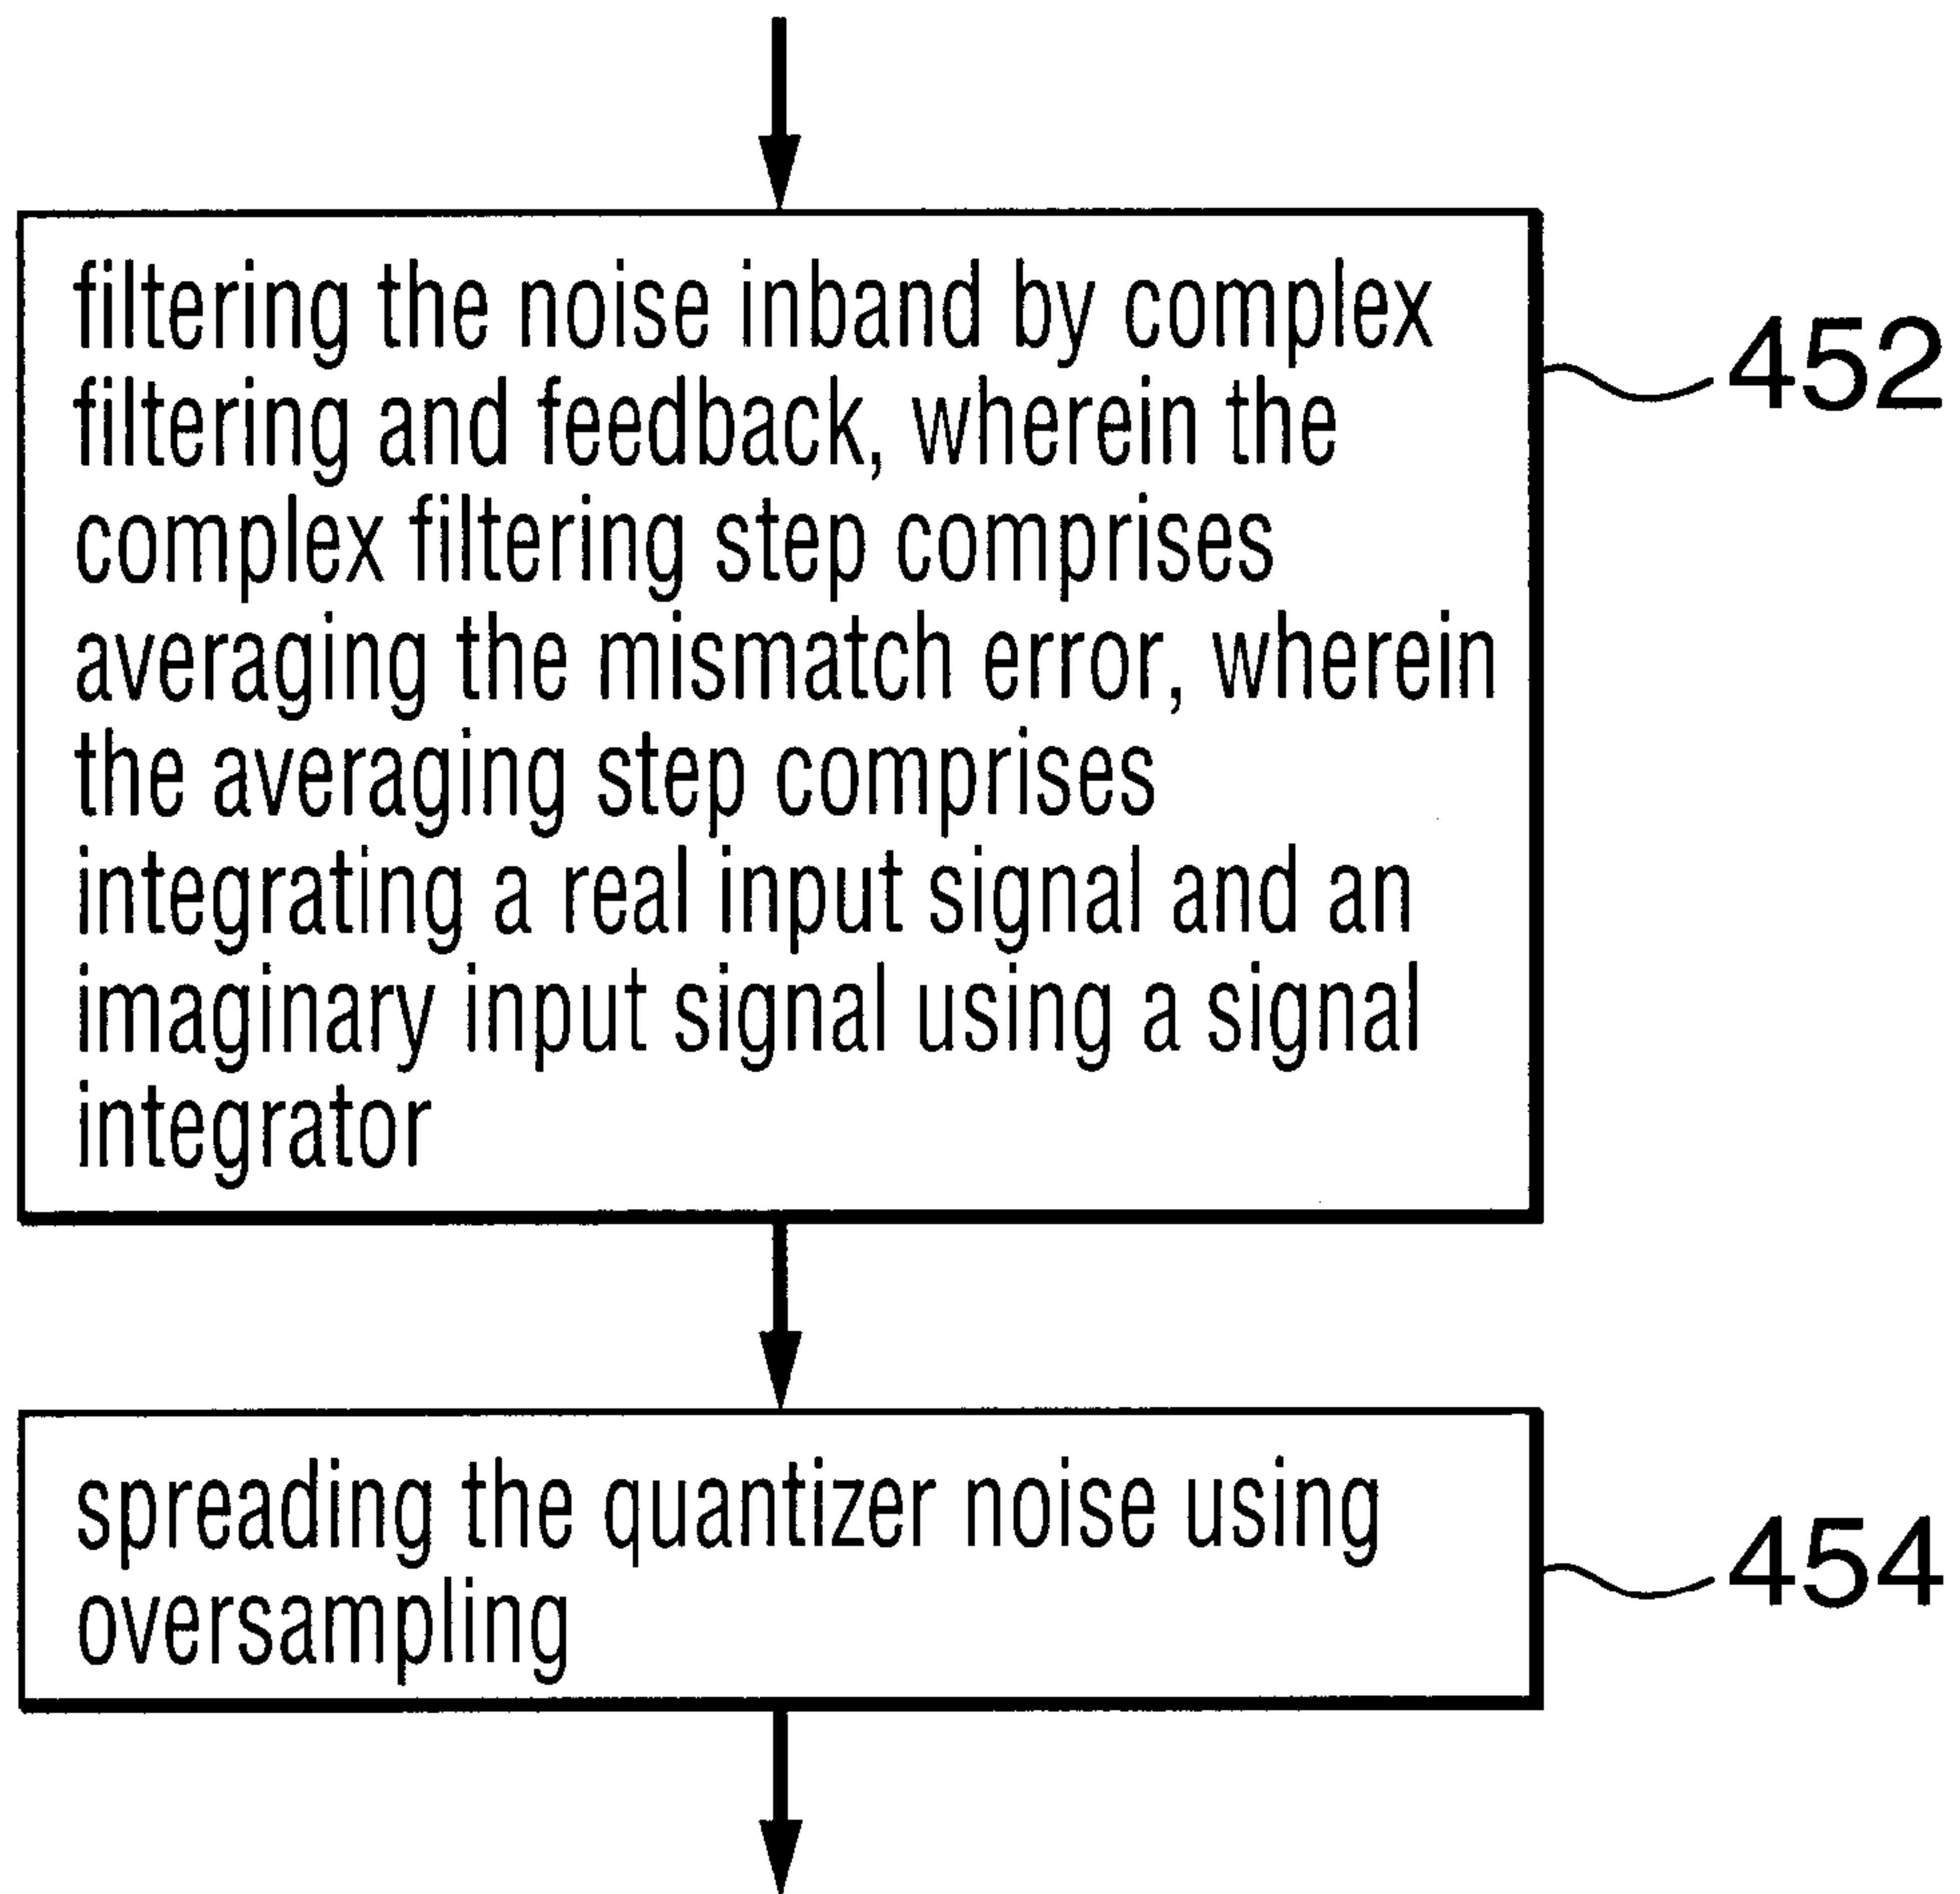 filtering the noise inband by complex
filtering and feedback, wherein the
complex filtering step comprises
averaging the mismatch error, wherein
the averaging step comprises
integrating a real input signal and an
imaginary input signal using a signal
integrator
452
spreading the quantizer noise using
oversampling
454